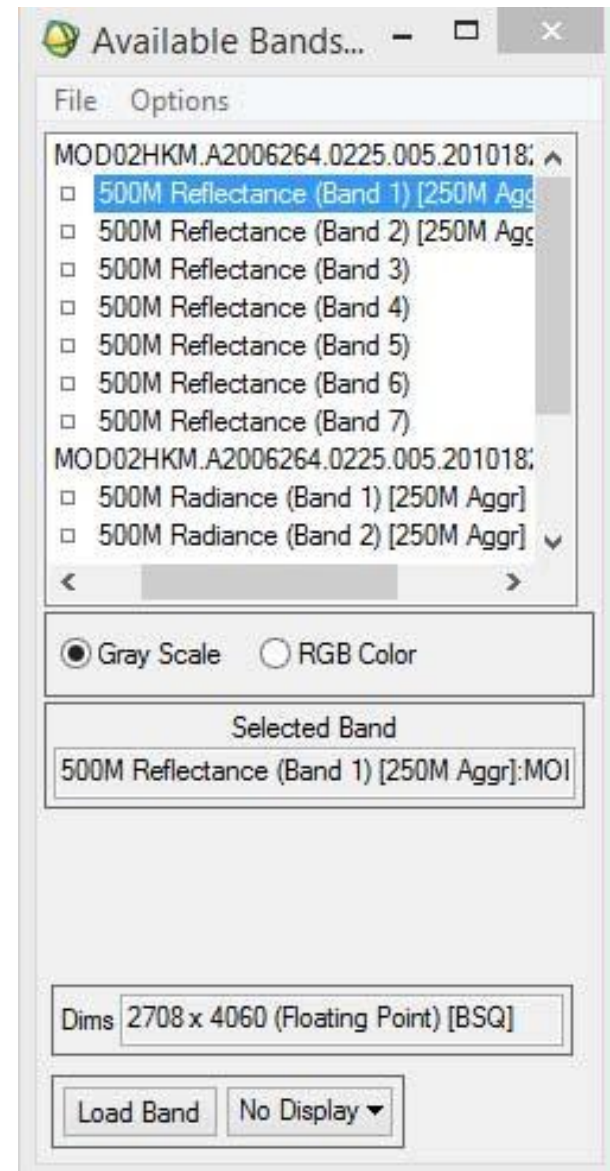 Available Bands...
File Options
MOD02HKM.A2006264.0225.005.201018
500M Reflectance (Band 1) [250M Agg
500M Reflectance (Band 2) [250M Agg
500M Reflectance (Band 3)
500M Reflectance (Band 4)
500M Reflectance (Band 5)
500M Reflectance (Band 6)
500M Reflectance (Band 7)
MOD02HKM.A2006264.0225.005.201018
500M Radiance (Band 1) [250M Aggr]
500M Radiance (Band 2) [250M Aggr]
Gray Scale RGB Color
Selected Band
500M Reflectance (Band 1) [250M Aggr]:MO
Dims 2708 x 4060 (Floating Point) [BSQ]
Load Band No Display